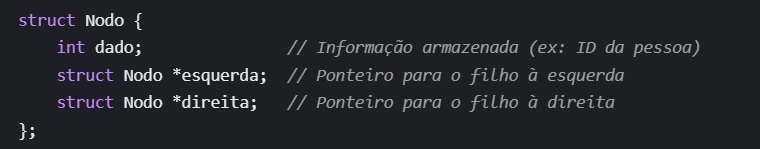 struct Nodo {
    int dado;               // Informação armazenada (ex: ID da pessoa)
    struct Nodo *esquerda;  // Ponteiro para o filho à esquerda
    struct Nodo *direita;   // Ponteiro para o filho à direita
};